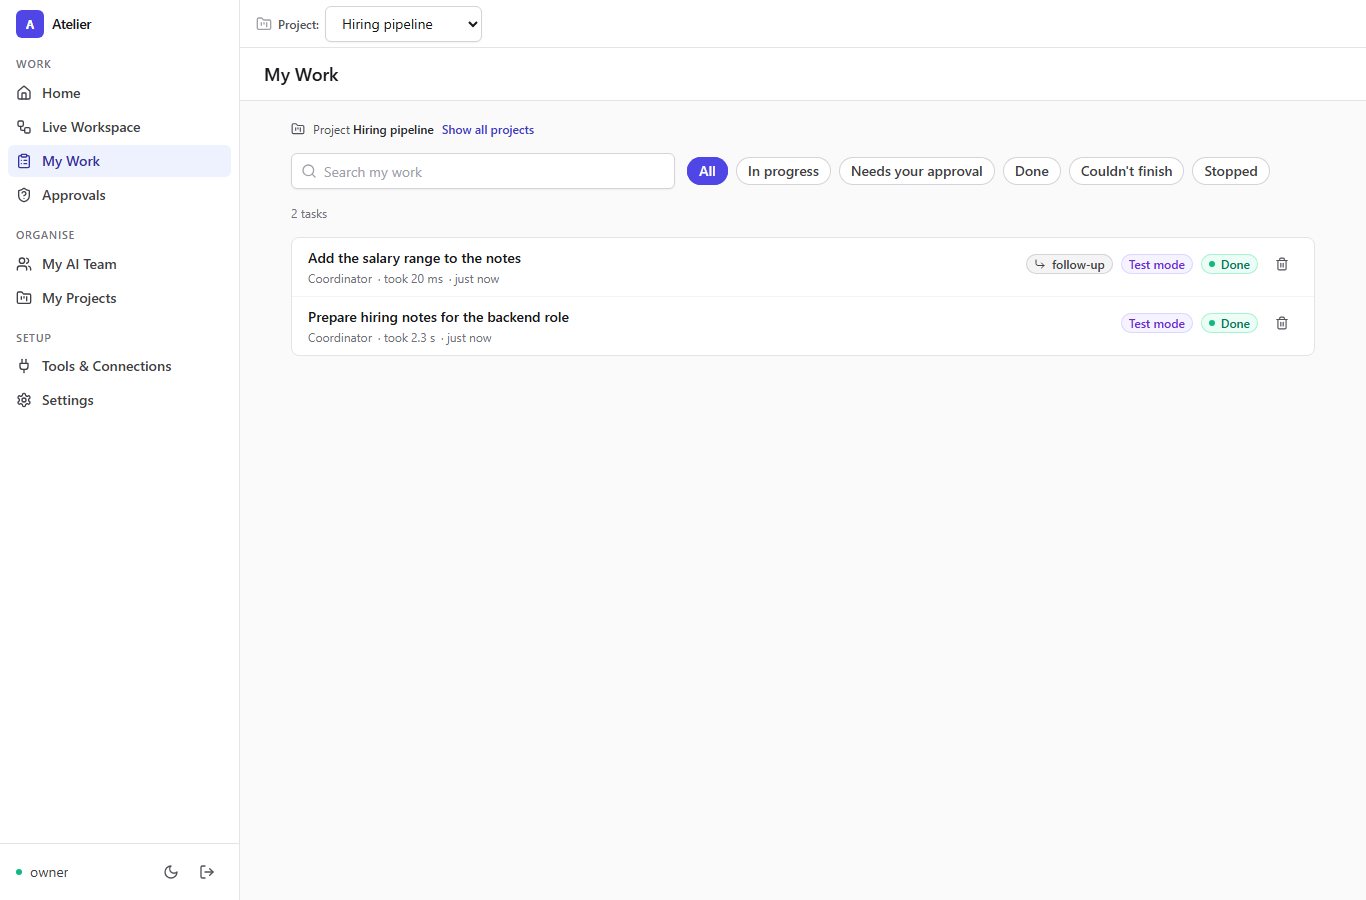 A Atelier
Project: Hiring pipeline
WORK
Home
Live Workspace
My Work
Approvals
ORGANISE
My AI Team
My Projects
SETUP
Tools & Connections
Settings
owner
My Work
Project Hiring pipeline Show all projects
Search my work
All In progress Needs your approval Done Couldn't finish Stopped
2 tasks
Add the salary range to the notes
follow-up Test mode Done
Coordinator · took 20 ms · just now
Prepare hiring notes for the backend role
Test mode Done
Coordinator · took 2.3 s · just now